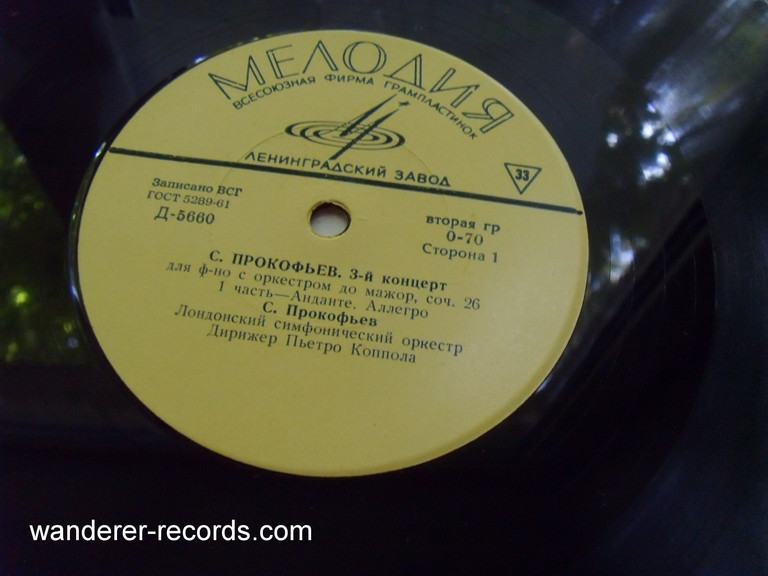 МЕЛОДИЯ
ВСЕСОЮЗНАЯ ФИРМА ГРАМПЛАСТИНОК
ЛЕНИНГРАДСКИЙ ЗАВОД
33
Записано ВСГ
ГОСТ 5289-61
Д-5660
вторая гр
0-70
Сторона 1
С. ПРОКОФЬЕВ. 3-й концерт
для ф-но с оркестром до мажор, соч. 26
1 часть—Анданте. Аллегро
С. Прокофьев
Лондонский симфонический оркестр
Дирижер Пьетро Коппола
wanderer-records.com